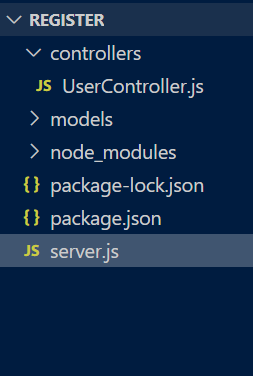 REGISTER
controllers
JS UserController.js
models
node_modules
{} package-lock.json
{} package.json
JS server.js